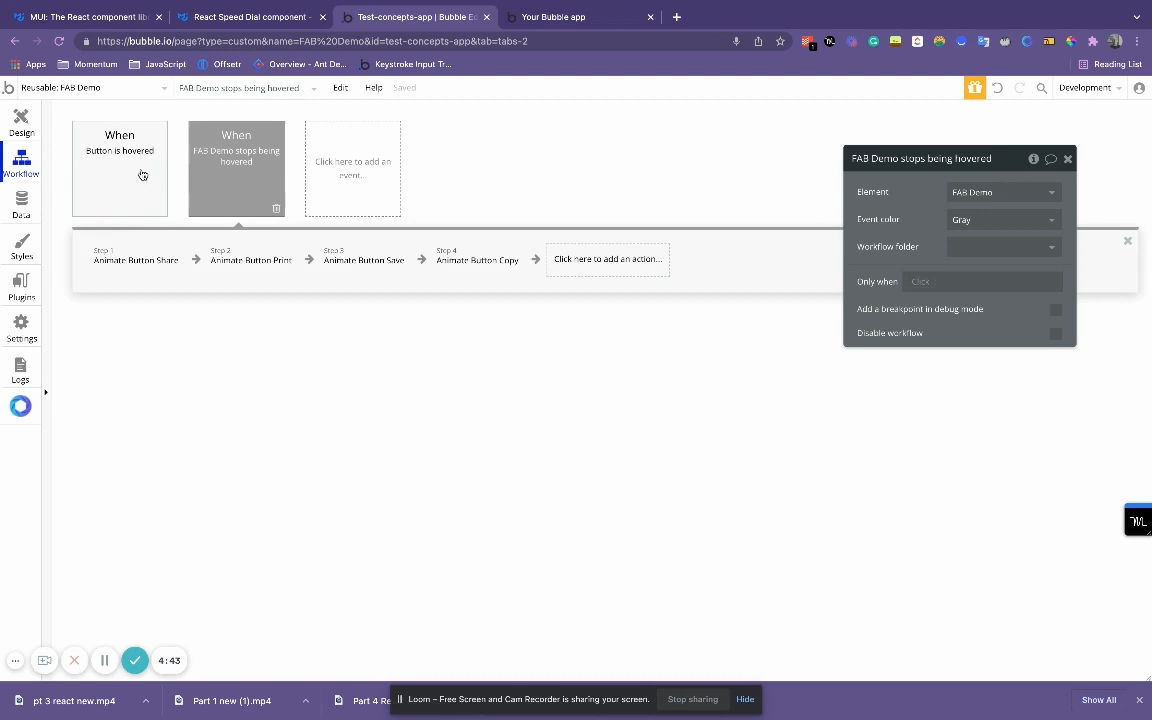 MUI: The React component libr
React Speed Dial component -
Test-concepts-app | Bubble Ed
Your Bubble app
https://bubble.io/page?type=custom&name=FAB%20Demo&id=test-concepts-app&tab=tabs-2
Apps
Momentum
JavaScript
Offsetr
Overview - Ant De...
Keystroke Input Tr...
Reading List
Reusable: FAB Demo
FAB Demo stops being hovered
Edit
Help
Saved
Development
Design
Workflow
Data
Styles
Plugins
Settings
Logs
When
Button is hovered
When
FAB Demo stops being
hovered
Click here to add an
event...
Step 1
Animate Button Share
Step 2
Animate Button Print
Step 3
Animate Button Save
Step 4
Animate Button Copy
Click here to add an action...
FAB Demo stops being hovered
Element
FAB Demo
Event color
Gray
Workflow folder
Only when
Click
Add a breakpoint in debug mode
Disable workflow
4:43
pt 3 react new.mp4
Part 1 new (1).mp4
Part 4 Re
Loom – Free Screen and Cam Recorder is sharing your screen.
Stop sharing
Hide
Show All